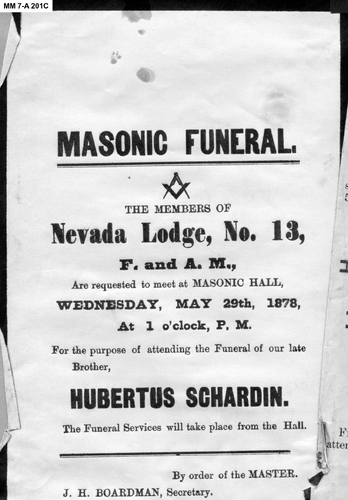 MM 7-A 201C
MASONIC FUNERAL.
THE MEMBERS OF
Nevada Lodge, No. 13,
F. and A. M.,
Are requested to meet at MASONIC HALL,
WEDNESDAY, MAY 29th, 1878,
At 1 o'clock, P. M.
For the purpose of attending the Funeral of our late
Brother,
HUBERTUS SCHARDIN.
The Funeral Services will take place from the Hall.
By order of the MASTER.
J. H. BOARDMAN, Secretary.